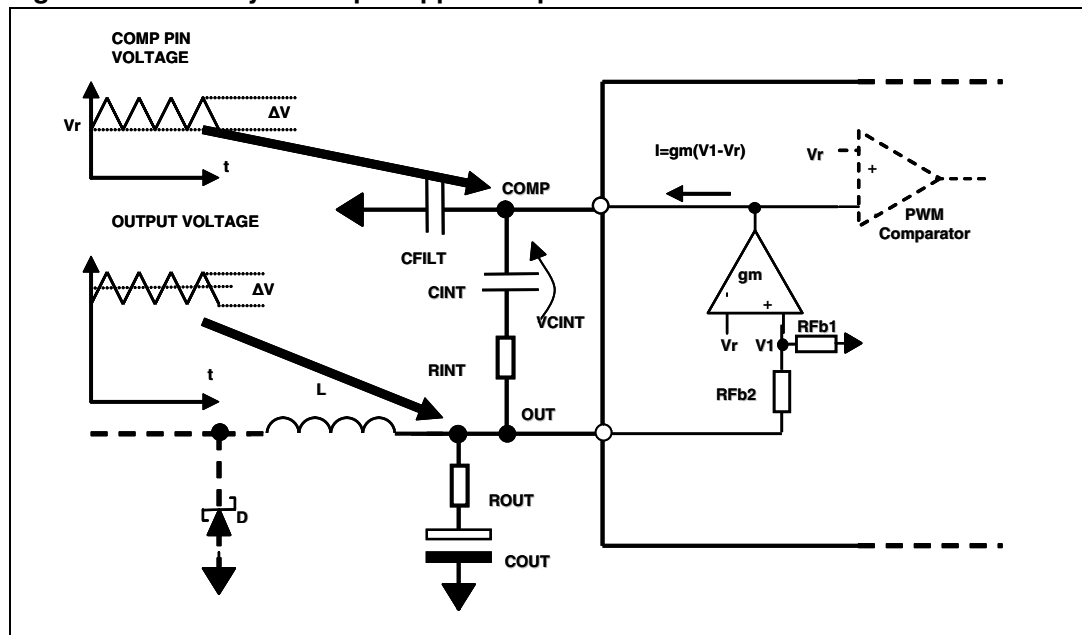 COMP PIN
VOLTAGE
ΔV
Vr
t
I=gm(V1-Vr)
Vr
+
COMP
PWM
Comparator
OUTPUT VOLTAGE
CFILT
gm
ΔV
CINT
+
VCINT
RFb1
Vr
V1
RINT
t
L
RFb2
OUT
ROUT
D
COUT